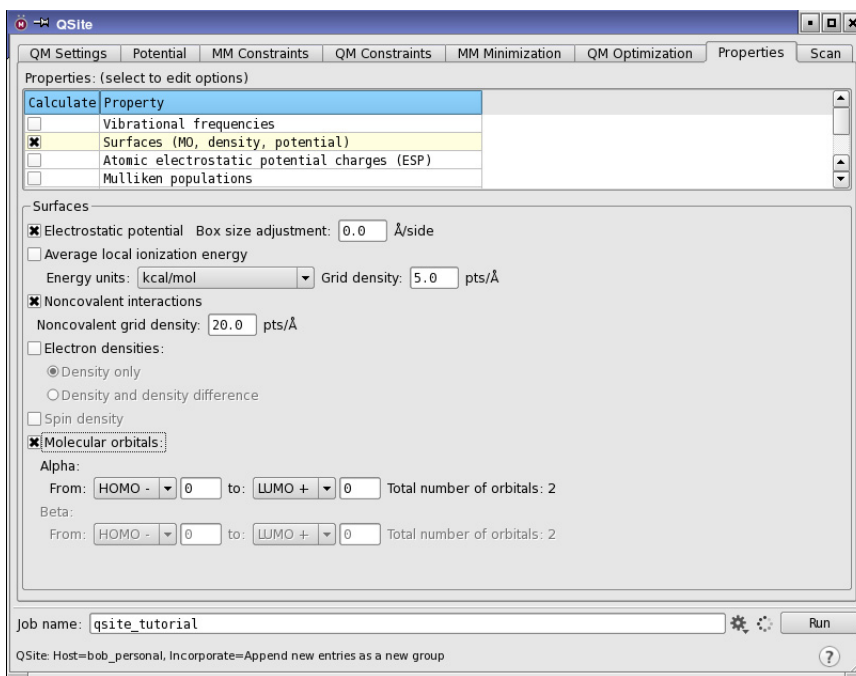 QSite
QM Settings Potential MM Constraints QM Constraints MM Minimization QM Optimization Properties Scan
Properties: (select to edit options)
Calculate Property
Vibrational frequencies
Surfaces (MO, density, potential)
Atomic electrostatic potential charges (ESP)
Mulliken populations
Surfaces
Electrostatic potential Box size adjustment: 0.0 Å/side
Average local ionization energy
Energy units: kcal/mol Grid density: 5.0 pts/Å
Noncovalent interactions
Noncovalent grid density: 20.0 pts/Å
Electron densities:
Density only
Density and density difference
Spin density
Molecular orbitals:
Alpha:
From: HOMO - 0 to: LUMO + 0 Total number of orbitals: 2
Beta:
From: HOMO - 0 to: LUMO + 0 Total number of orbitals: 2
Job name: qsite_tutorial Run
QSite: Host=bob_personal, Incorporate=Append new entries as a new group ?